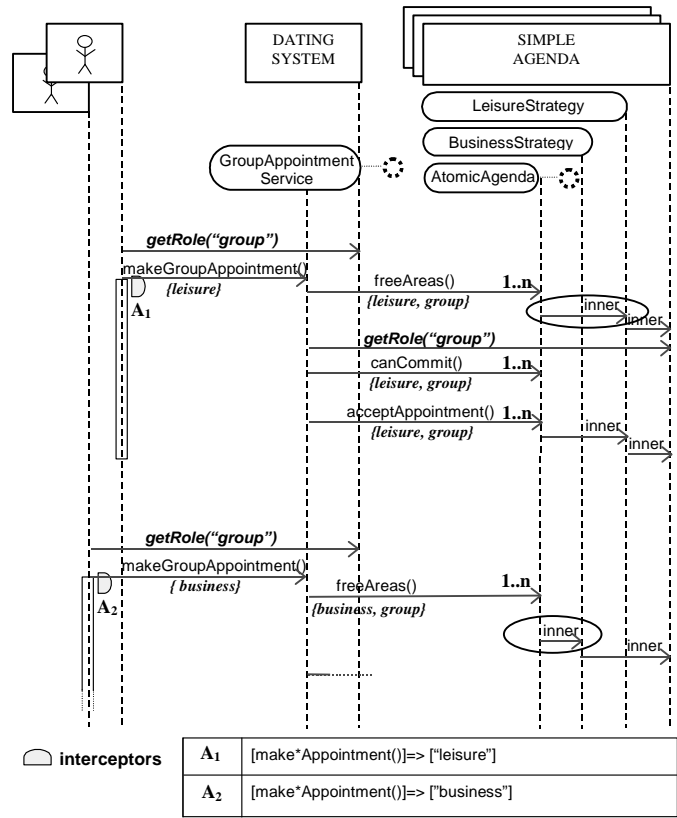 DATING
SYSTEM
SIMPLE
AGENDA
LeisureStrategy
BusinessStrategy
GroupAppointment
Service
AtomicAgenda
getRole(“group”)
makeGroupAppointment()
{leisure}
A1
freeAreas()
1..n
{leisure, group}
inner
inner
getRole(“group”)
canCommit()
1..n
{leisure, group}
acceptAppointment()
1..n
{leisure, group}
inner
inner
getRole(“group”)
makeGroupAppointment()
{ business}
A2
freeAreas()
1..n
{business, group}
inner
inner
interceptors
A1 [make*Appointment()]=> [“leisure”]
A2 [make*Appointment()]=> [”business”]